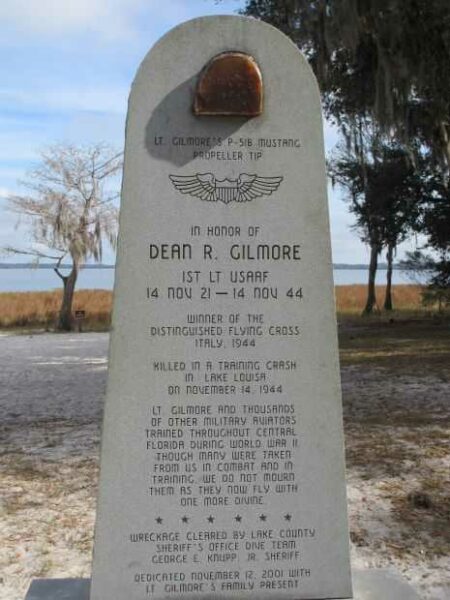 LT. GILMORE'S P-51B MUSTANG
PROPELLER TIP
IN HONOR OF
DEAN R. GILMORE
1ST LT USAAF
14 NOV 21 — 14 NOV 44
WINNER OF THE
DISTINGUISHED FLYING CROSS
ITALY, 1944
KILLED IN A TRAINING CRASH
IN LAKE LOUISA
ON NOVEMBER 14, 1944
LT. GILMORE AND THOUSANDS
OF OTHER MILITARY AVIATORS
TRAINED THROUGHOUT CENTRAL
FLORIDA DURING WORLD WAR II.
THOUGH MANY WERE TAKEN
FROM US IN COMBAT AND IN
TRAINING, WE DO NOT MOURN
THEM AS THEY NOW FLY WITH
ONE MORE DIVINE.
WRECKAGE CLEARED BY LAKE COUNTY
SHERIFF'S OFFICE DIVE TEAM
GEORGE E. KNUPP, JR. SHERIFF
DEDICATED NOVEMBER 12, 2001 WITH
LT. GILMORE'S FAMILY PRESENT